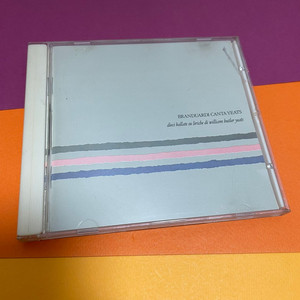 BRANDUARDI CANTA YEATS
dieci ballate su liriche di william butler yeats